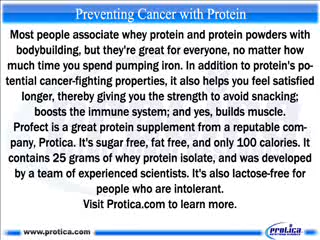 Preventing Cancer with Protein
Most people associate whey protein and protein powders with
bodybuilding, but they're great for everyone, no matter how
much time you spend pumping iron. In addition to protein's po-
tential cancer-fighting properties, it also helps you feel satisfied
longer, thereby giving you the strength to avoid snacking;
boosts the immune system; and yes, builds muscle.
Profect is a great protein supplement from a reputable com-
pany, Protica. It's sugar free, fat free, and only 100 calories. It
contains 25 grams of whey protein isolate, and was developed
by a team of experienced scientists. It's also lactose-free for
people who are intolerant.
Visit Protica.com to learn more.
www.protica.com
protica